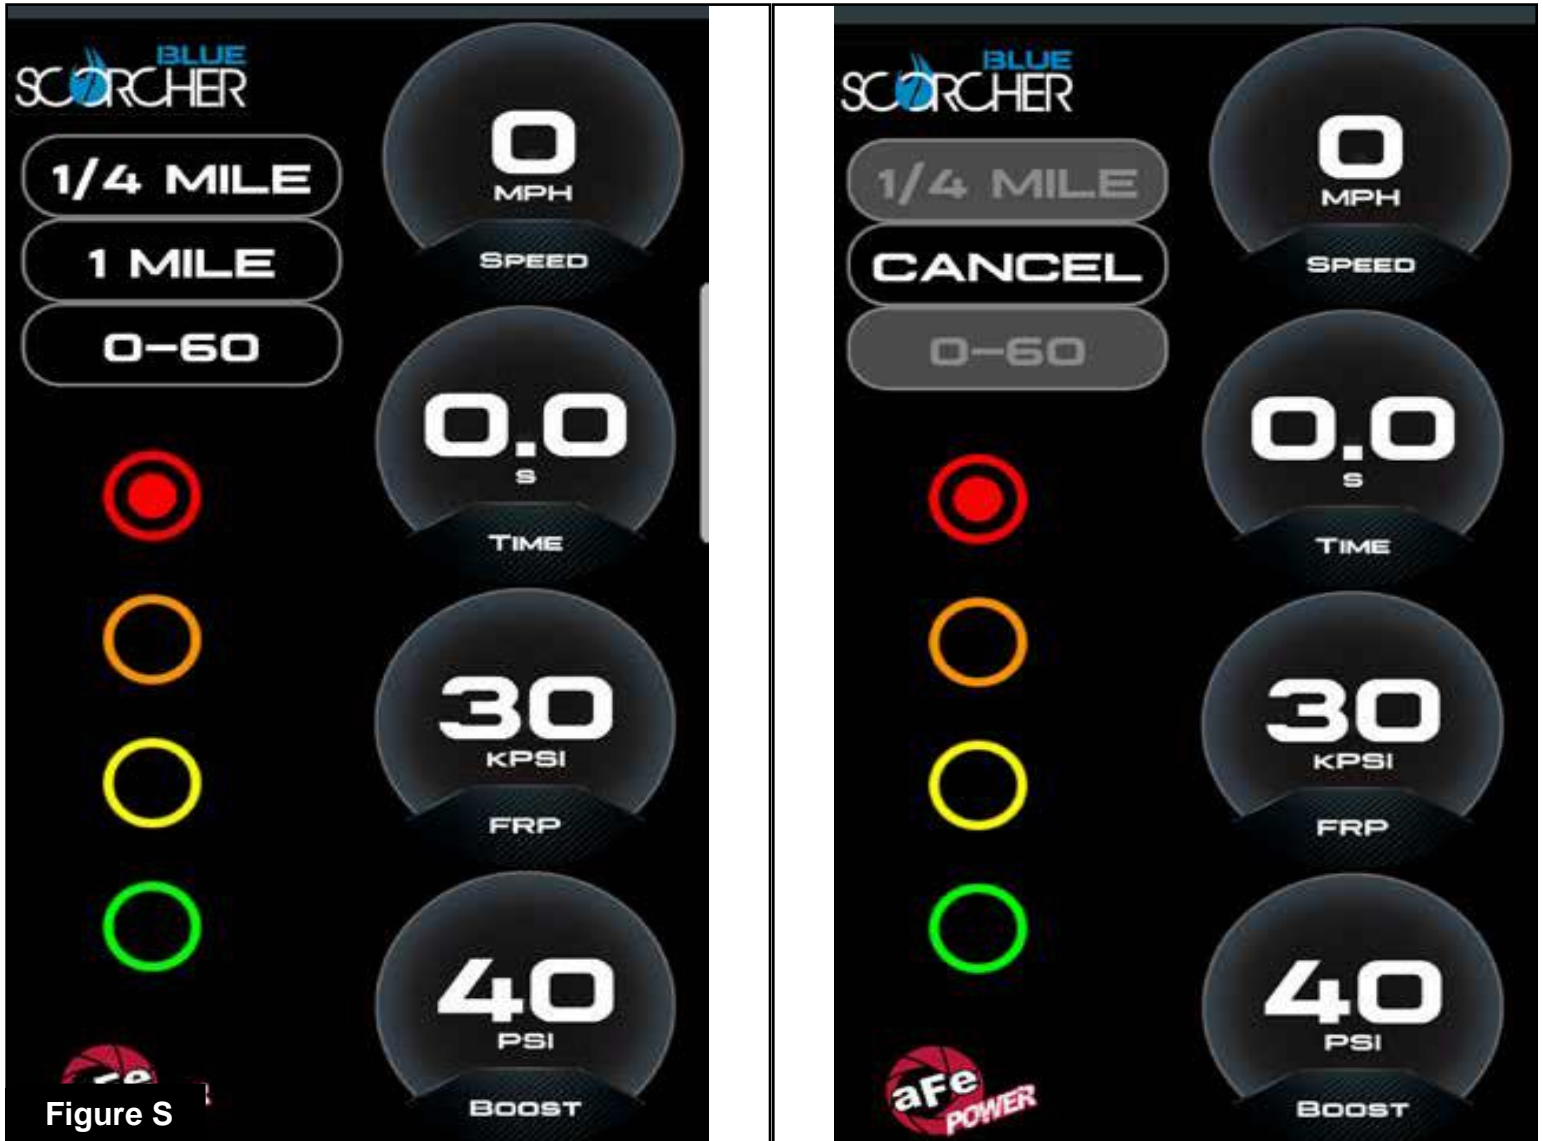 BLUE
SCORCHER
1/4 MILE
1 MILE
0-60
0
MPH
SPEED
0.0
S
TIME
30
KPSI
FRP
40
PSI
BOOST
Figure S
BLUE
SCORCHER
1/4 MILE
CANCEL
0-60
aFe
POWER
0
MPH
SPEED
0.0
S
TIME
30
KPSI
FRP
40
PSI
BOOST